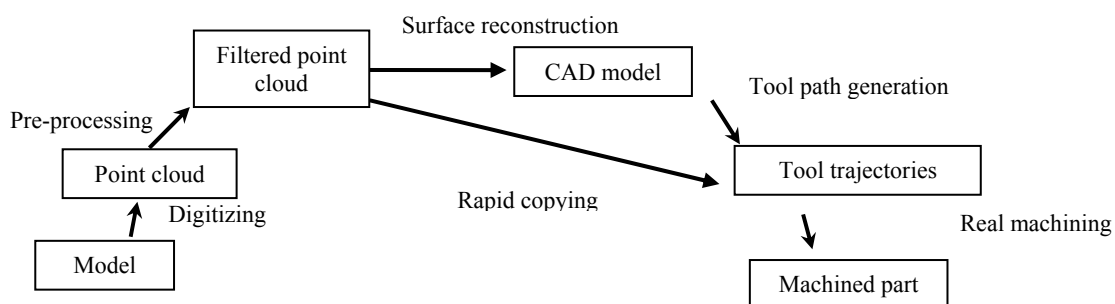 Surface reconstruction
Filtered point
cloud
CAD model
Tool path generation
Pre-processing
Point cloud
Tool trajectories
Rapid copying
Digitizing
Real machining
Model
Machined part